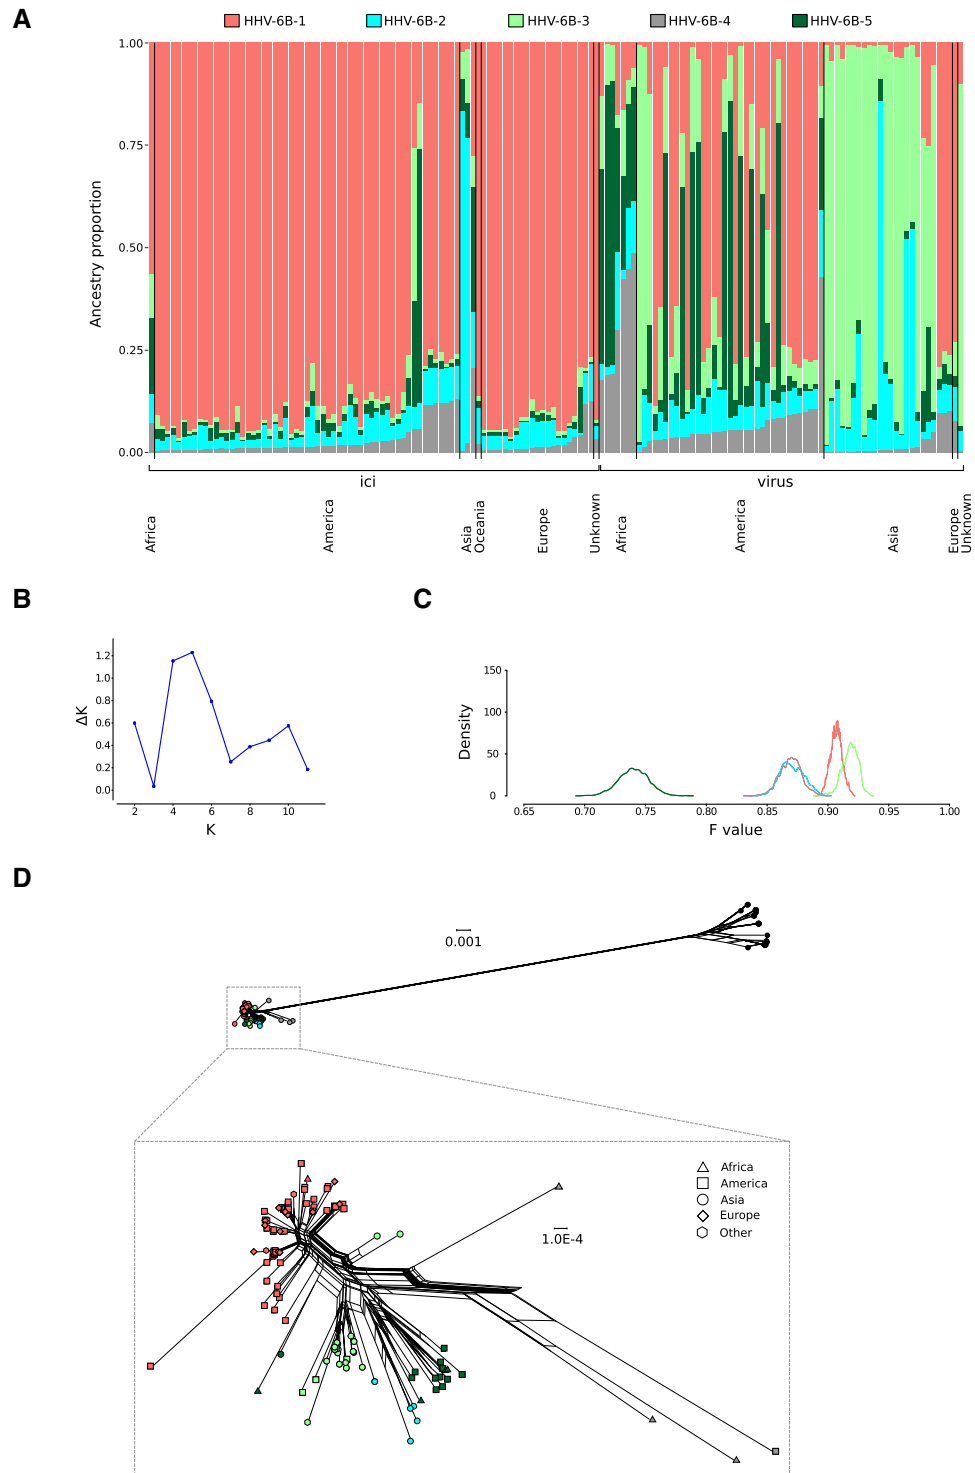 A
HHV-6B-1 HHV-6B-2 HHV-6B-3 HHV-6B-4 HHV-6B-5
1.00
0.75
0.50
0.25
0.00
Ancestry proportion
ici virus
Africa America Asia Oceania Europe Unknown Africa America Asia Europe Unknown
B
1.2
1.0
0.8
0.6
0.4
0.2
0.0
ΔK
2 4 6 8 10
K
C
150
100
50
0
Density
0.65 0.70 0.75 0.80 0.85 0.90 0.95 1.00
F value
D
0.001
Africa
America
Asia
Europe
Other
1.0E-4